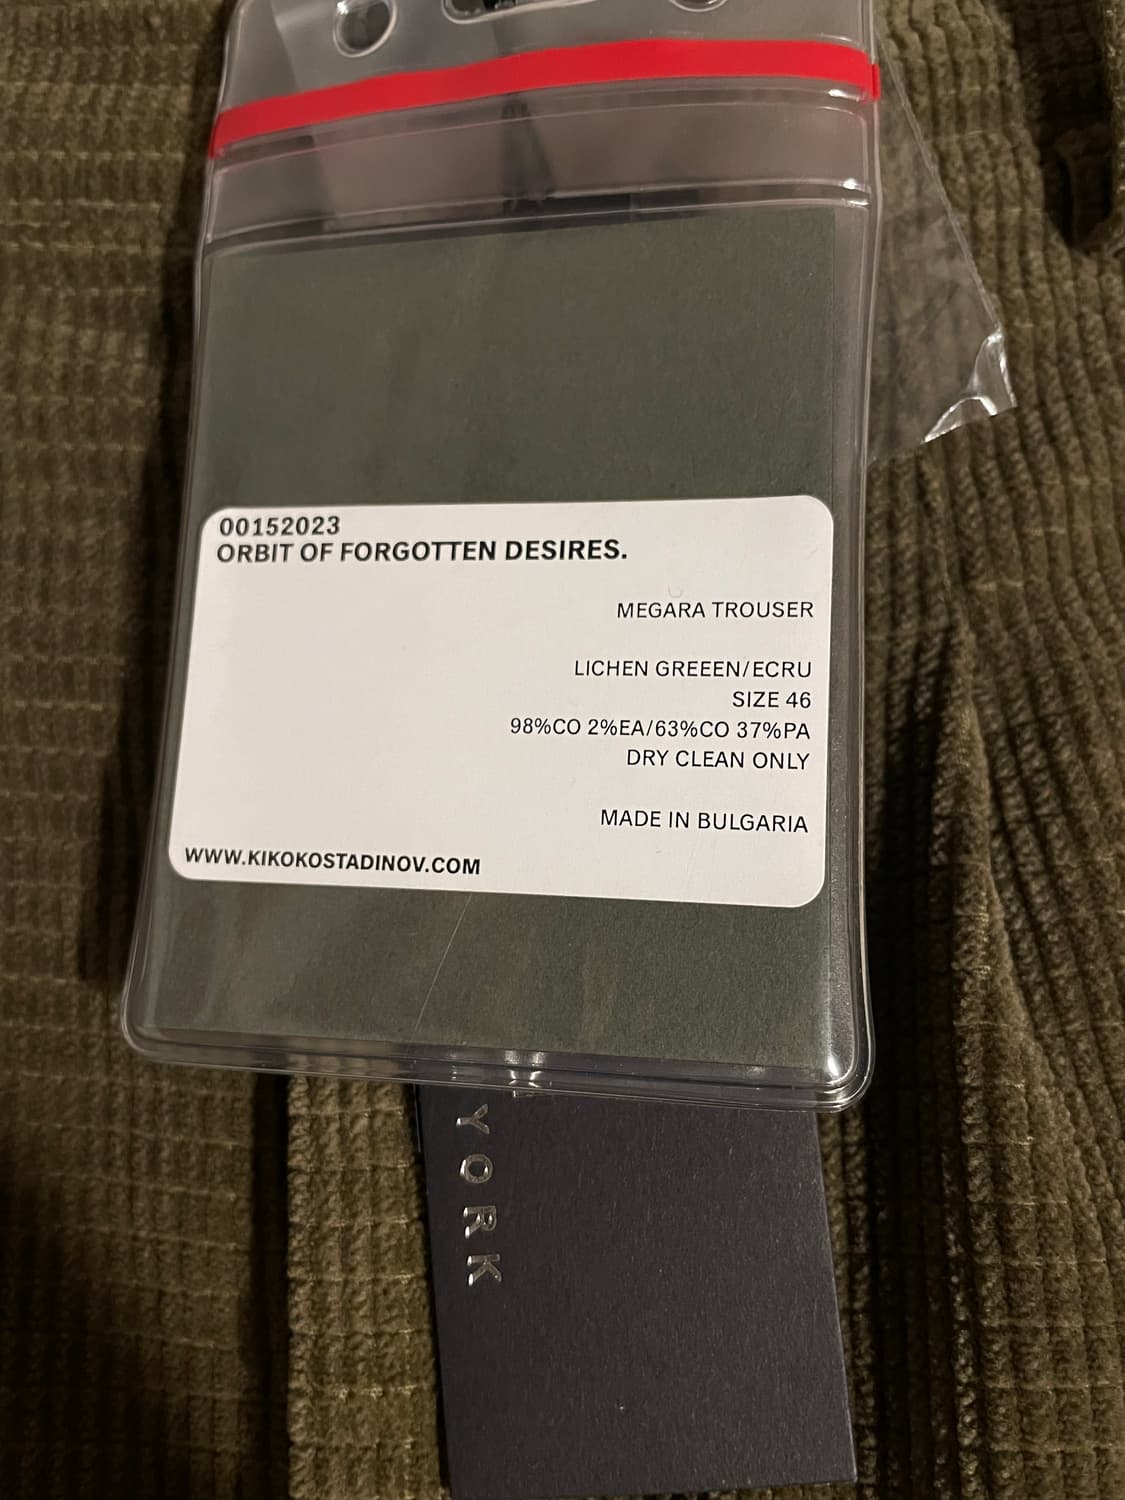 00152023
ORBIT OF FORGOTTEN DESIRES.
MEGARA TROUSER
LICHEN GREEEN/ECRU
SIZE 46
98%CO 2%EA/63%CO 37%PA
DRY CLEAN ONLY
MADE IN BULGARIA
WWW.KIKOKOSTADINOV.COM
YORK